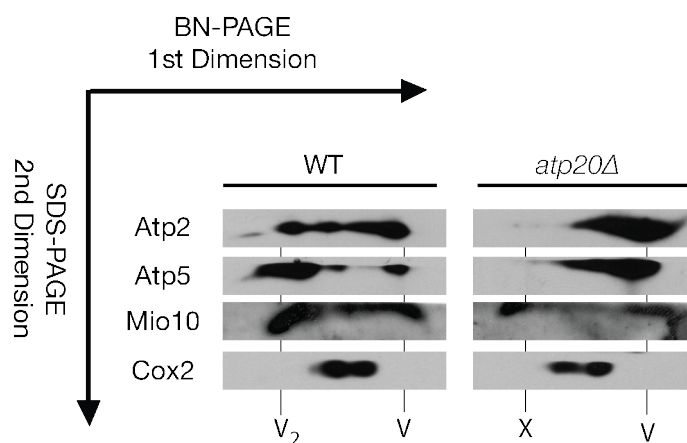 BN-PAGE
1st Dimension
SDS-PAGE
2nd Dimension
WT
atp20Δ
Atp2
Atp5
Mio10
Cox2
V₂
V
X
V